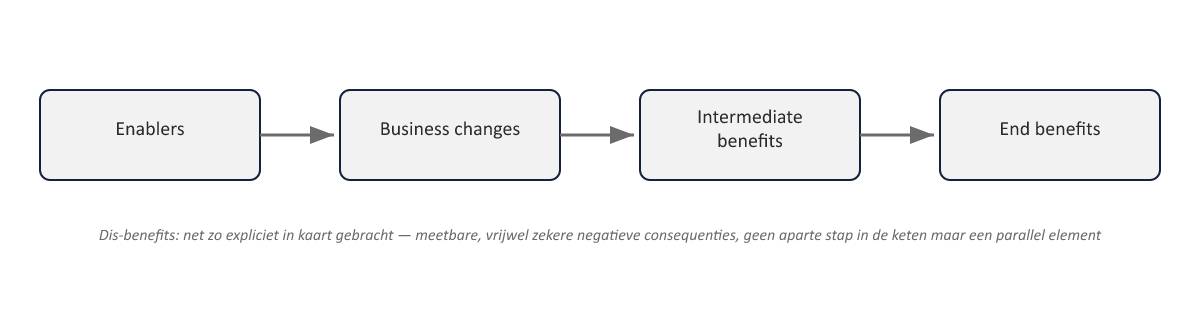 Enablers
Business changes
Intermediate
benefits
End benefits
Dis-benefits: net zo expliciet in kaart gebracht — meetbare, vrijwel zekere negatieve consequenties, geen aparte stap in de keten maar een parallel element